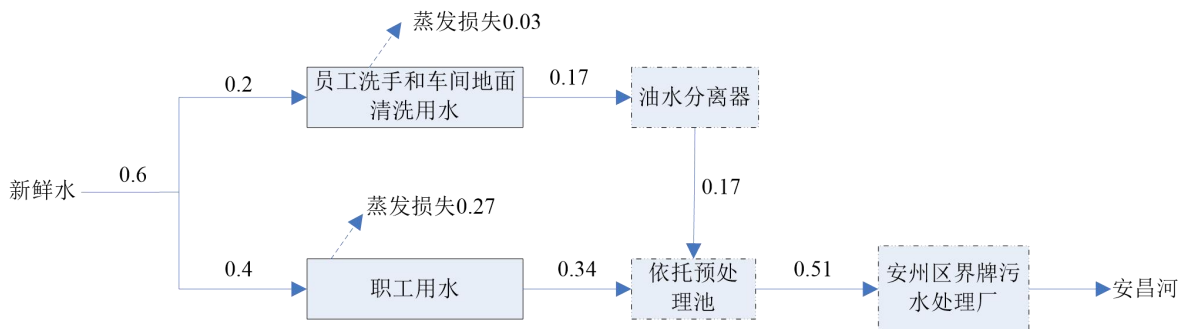 蒸发损失0.03
0.2
员工洗手和车间地面
清洗用水
0.17
油水分离器
新鲜水
0.6
0.17
蒸发损失0.27
0.4
职工用水
0.34
依托预处
理池
0.51
安州区界牌污
水处理厂
安昌河